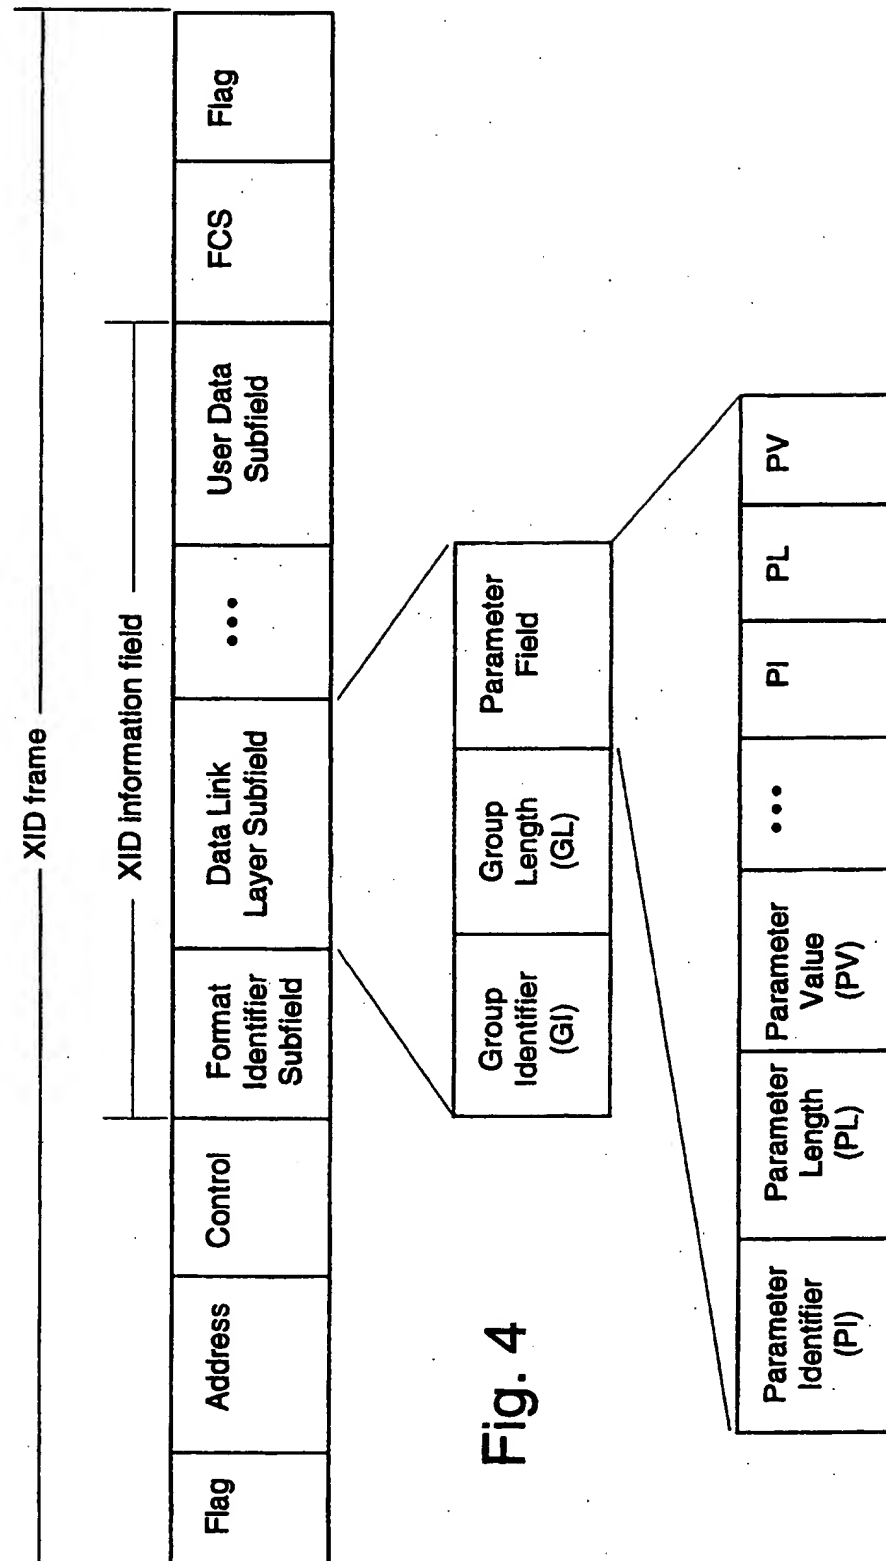 XID frame
XID information field
Flag
Address
Control
Format
Identifier
Subfield
Data Link
Layer Subfield
•••
User Data
Subfield
FCS
Flag
Group
Identifier
(GI)
Group
Length
(GL)
Parameter
Field
Parameter
Identifier
(PI)
Parameter
Length
(PL)
Parameter
Value
(PV)
•••
PI
PL
PV
Fig. 4